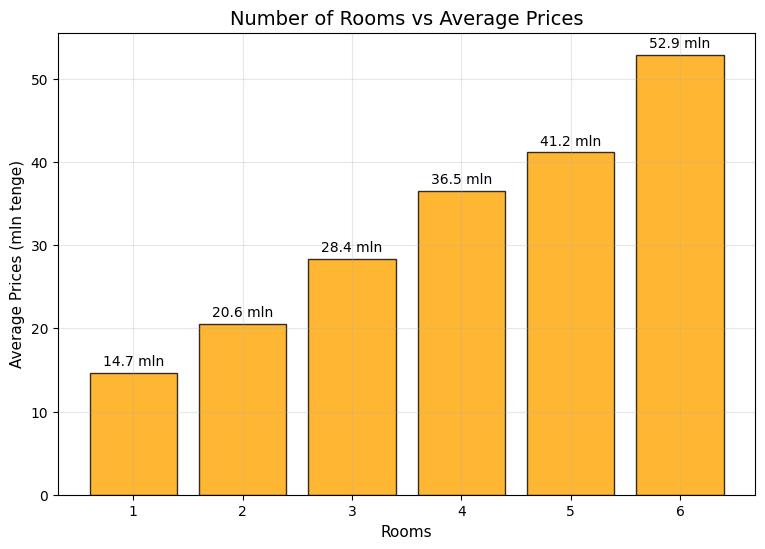 Number of Rooms vs Average Prices
Average Prices (mln tenge)
50
40
30
20
10
0
14.7 mln
20.6 mln
28.4 mln
36.5 mln
41.2 mln
52.9 mln
1
2
3
4
5
6
Rooms